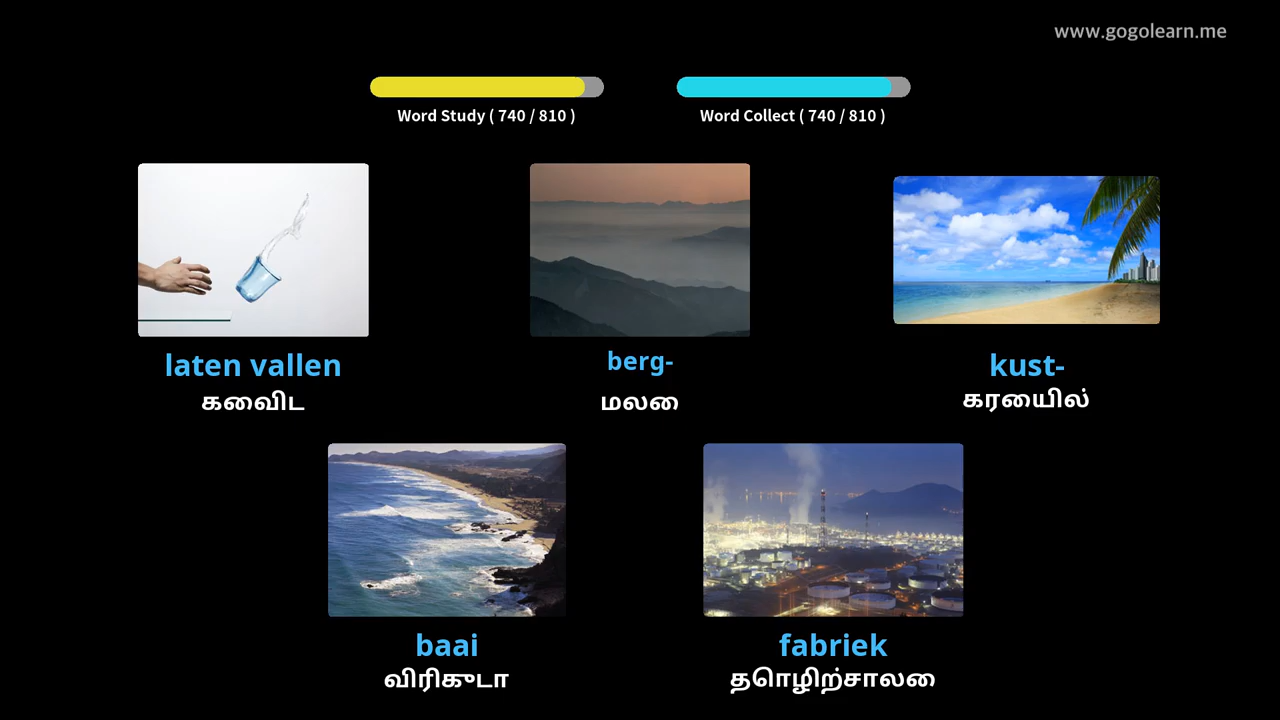 www.gogolearn.me
Word Study ( 740 / 810 )
Word Collect ( 740 / 810 )
laten vallen
கைவிட
berg-
மலை
kust-
கரையில்
baai
விரிகுடா
fabriek
தொழிற்சாலை